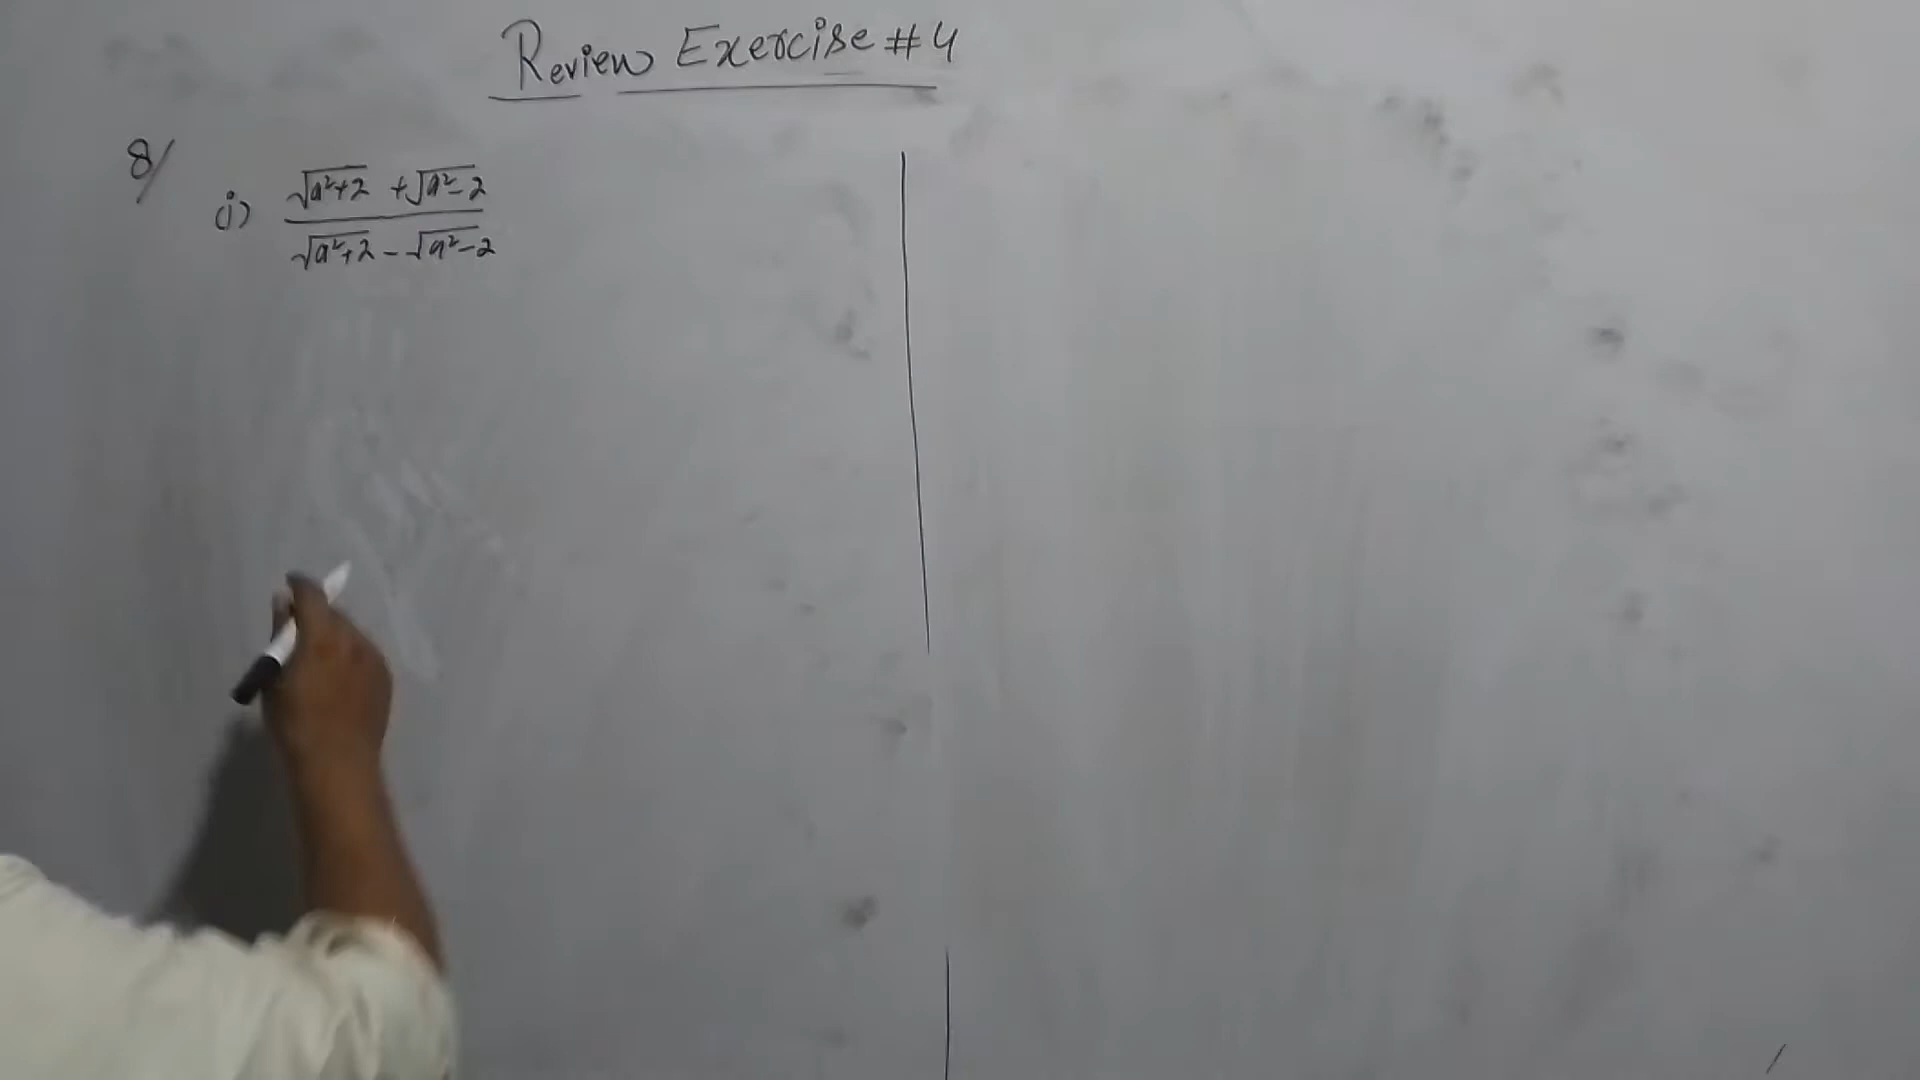 Review Exercise #4
8/
(i) √a²+2 + √a²-2
√a²+2 - √a²-2